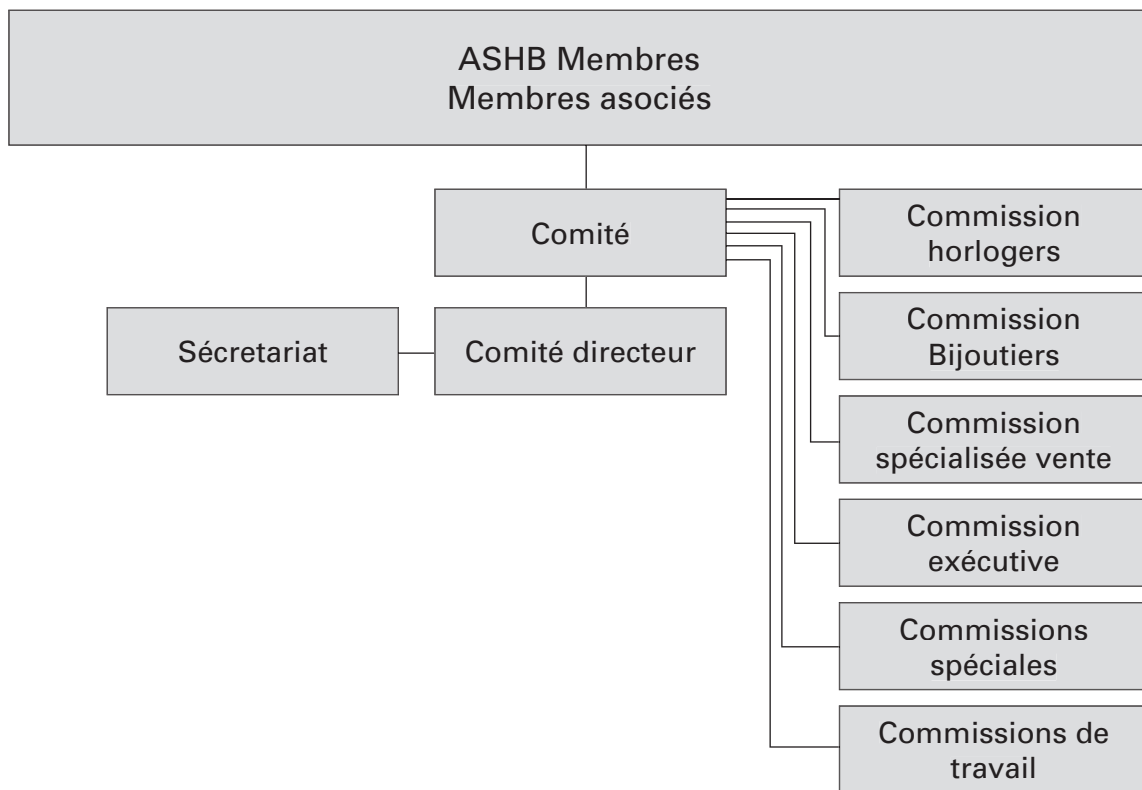 ASHB Membres
Membres asociés
Comité
Commission
horlogers
Commission
Bijoutiers
Sécretariat
Comité directeur
Commission
spécialisée vente
Commission
exécutive
Commissions
spéciales
Commissions de
travail